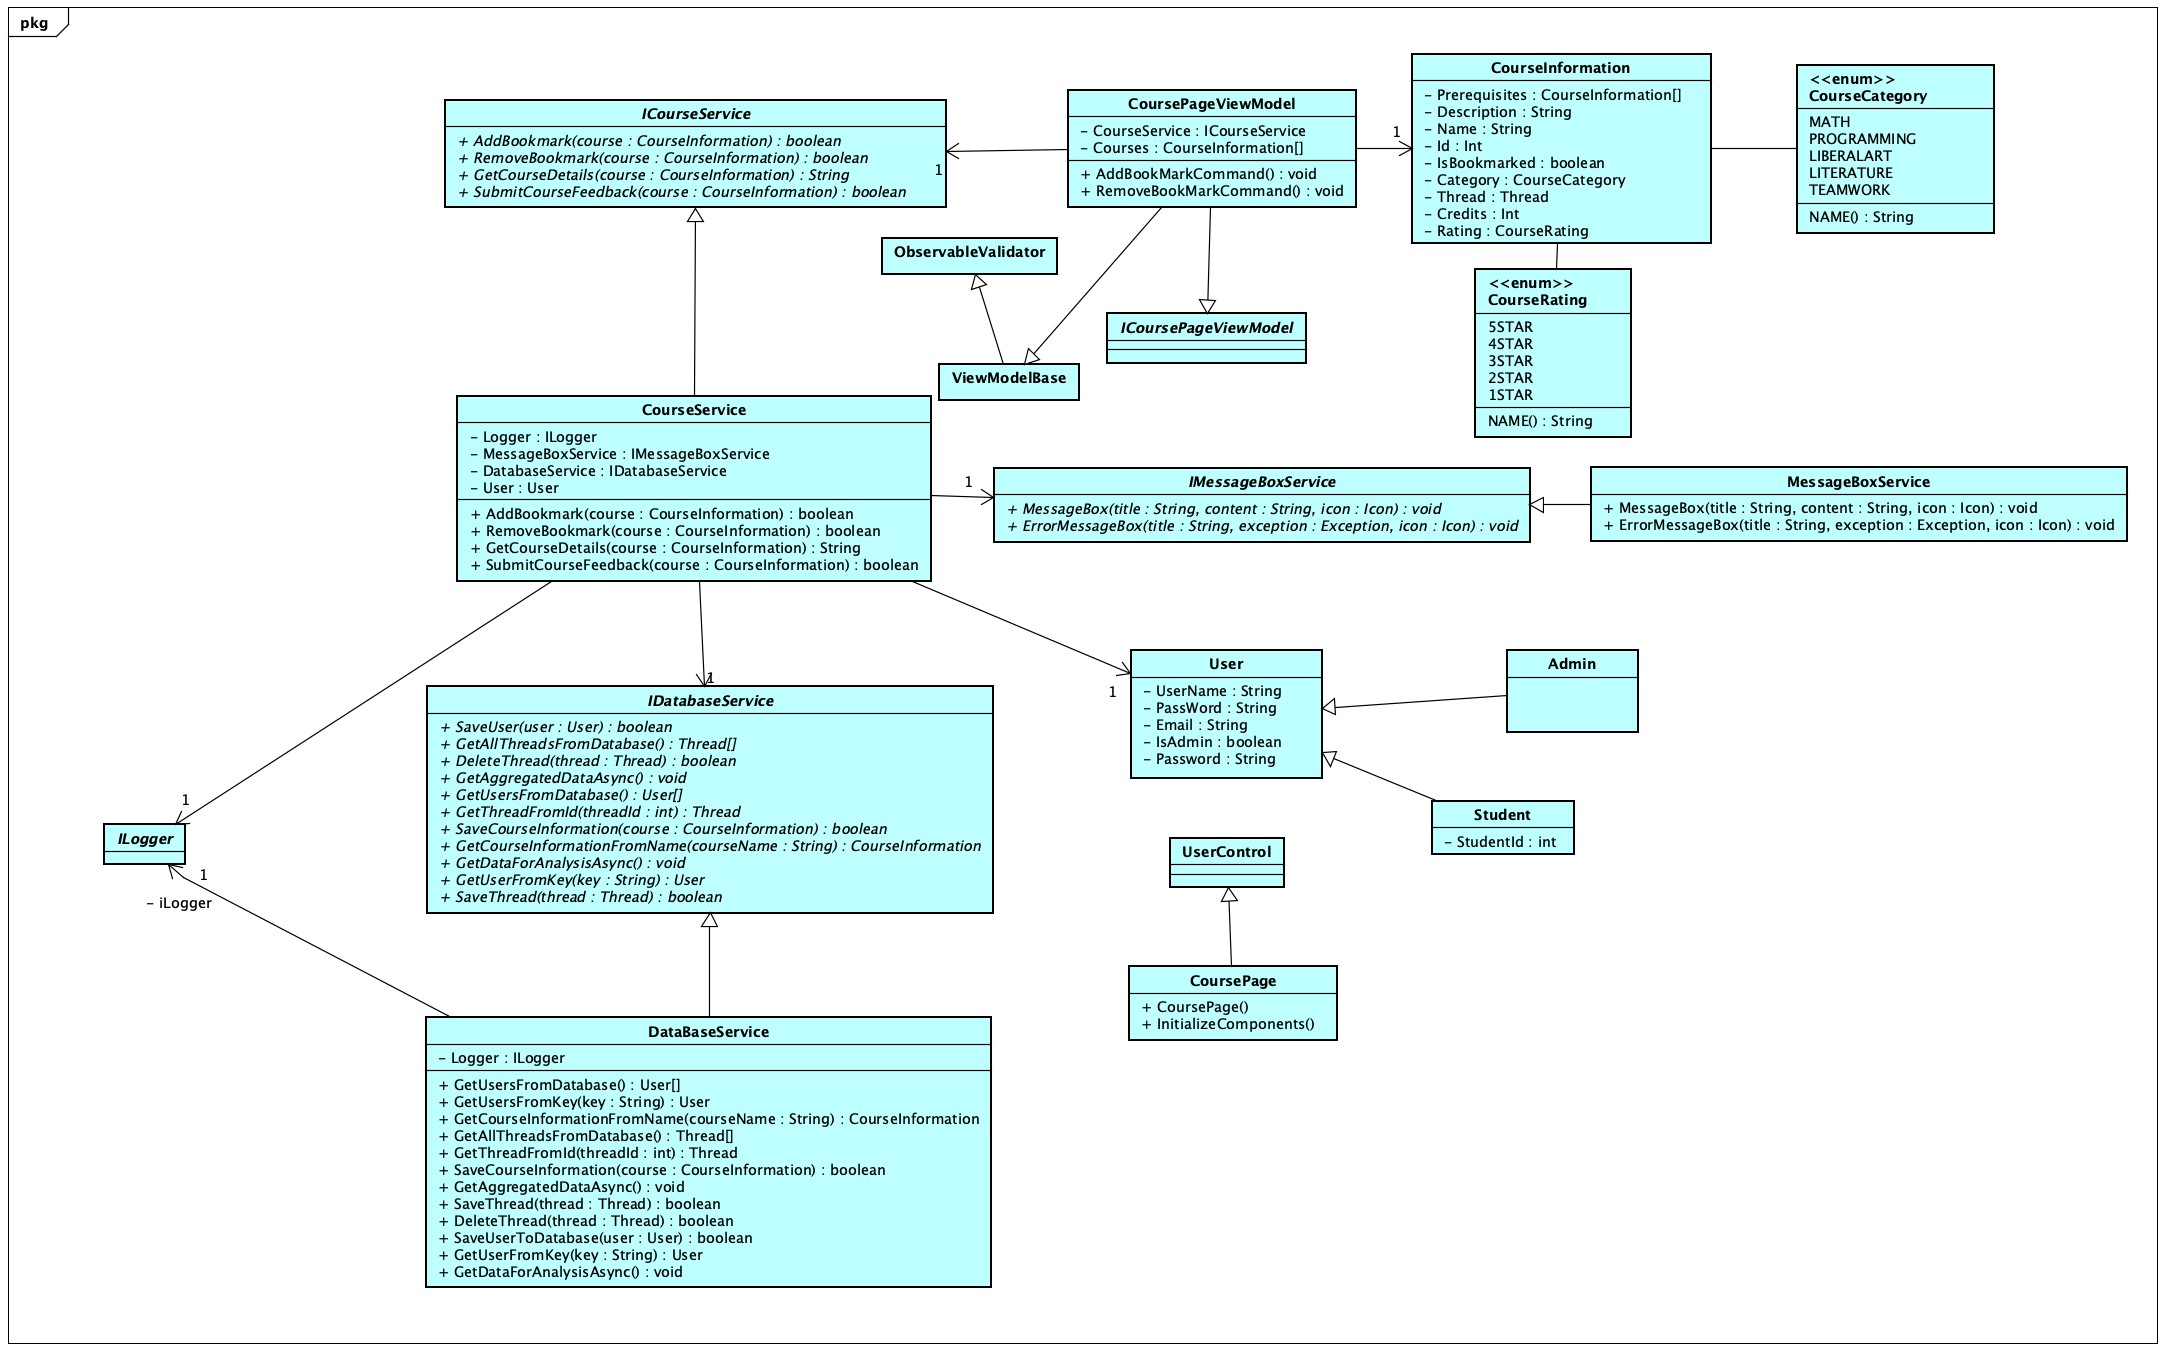 pkg
ICourseService
+ AddBookmark(course : CourseInformation) : boolean
+ RemoveBookmark(course : CourseInformation) : boolean
+ GetCourseDetails(course : CourseInformation) : String
+ SubmitCourseFeedback(course : CourseInformation) : boolean
1
CoursePageViewModel
- CourseService : ICourseService
- Courses : CourseInformation[]
+ AddBookMarkCommand() : void
+ RemoveBookMarkCommand() : void
1
CourseInformation
- Prerequisites : CourseInformation[]
- Description : String
- Name : String
- Id : Int
- IsBookmarked : boolean
- Category : CourseCategory
- Thread : Thread
- Credits : Int
- Rating : CourseRating
<<enum>>
CourseCategory
MATH
PROGRAMMING
LIBERALART
LITERATURE
TEAMWORK
NAME() : String
ObservableValidator
ICoursePageViewModel
ViewModelBase
<<enum>>
CourseRating
5STAR
4STAR
3STAR
2STAR
1STAR
NAME() : String
CourseService
- Logger : ILogger
- MessageBoxService : IMessageBoxService
- DatabaseService : IDatabaseService
- User : User
+ AddBookmark(course : CourseInformation) : boolean
+ RemoveBookmark(course : CourseInformation) : boolean
+ GetCourseDetails(course : CourseInformation) : String
+ SubmitCourseFeedback(course : CourseInformation) : boolean
1
IMessageBoxService
+ MessageBox(title : String, content : String, icon : Icon) : void
+ ErrorMessageBox(title : String, exception : Exception, icon : Icon) : void
MessageBoxService
+ MessageBox(title : String, content : String, icon : Icon) : void
+ ErrorMessageBox(title : String, exception : Exception, icon : Icon) : void
1
IDatabaseService
+ SaveUser(user : User) : boolean
+ GetAllThreadsFromDatabase() : Thread[]
+ DeleteThread(thread : Thread) : boolean
+ GetAggregatedDataAsync() : void
+ GetUsersFromDatabase() : User[]
+ GetThreadFromId(threadId : int) : Thread
+ SaveCourseInformation(course : CourseInformation) : boolean
+ GetCourseInformationFromName(courseName : String) : CourseInformation
+ GetDataForAnalysisAsync() : void
+ GetUserFromKey(key : String) : User
+ SaveThread(thread : Thread) : boolean
1
User
- UserName : String
- PassWord : String
- Email : String
- IsAdmin : boolean
- Password : String
Admin
Student
- StudentId : int
1
ILogger
1
- iLogger
UserControl
CoursePage
+ CoursePage()
+ InitializeComponents()
DataBaseService
- Logger : ILogger
+ GetUsersFromDatabase() : User[]
+ GetUsersFromKey(key : String) : User
+ GetCourseInformationFromName(courseName : String) : CourseInformation
+ GetAllThreadsFromDatabase() : Thread[]
+ GetThreadFromId(threadId : int) : Thread
+ SaveCourseInformation(course : CourseInformation) : boolean
+ GetAggregatedDataAsync() : void
+ SaveThread(thread : Thread) : boolean
+ DeleteThread(thread : Thread) : boolean
+ SaveUserToDatabase(user : User) : boolean
+ GetUserFromKey(key : String) : User
+ GetDataForAnalysisAsync() : void